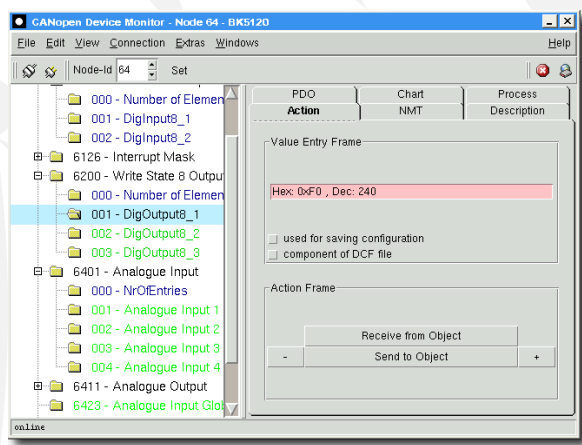 CANopen Device Monitor - Node 64 - BK5120
File Edit View Connection Extras Windows Help
Node-Id 64 Set
000 - Number of Elemen
001 - DigInput8_1
002 - DigInput8_2
6126 - Interrupt Mask
6200 - Write State 8 Outpu
000 - Number of Elemen
001 - DigOutput8_1
002 - DigOutput8_2
003 - DigOutput8_3
6401 - Analogue Input
000 - NrOfEntries
001 - Analogue Input 1
002 - Analogue Input 2
003 - Analogue Input 3
004 - Analogue Input 4
6411 - Analogue Output
6423 - Analogue Input Glo
PDO Chart Process
Action NMT Description
Value Entry Frame
Hex: 0xF0 , Dec: 240
used for saving configuration
component of DCF file
Action Frame
Receive from Object
- Send to Object +
online